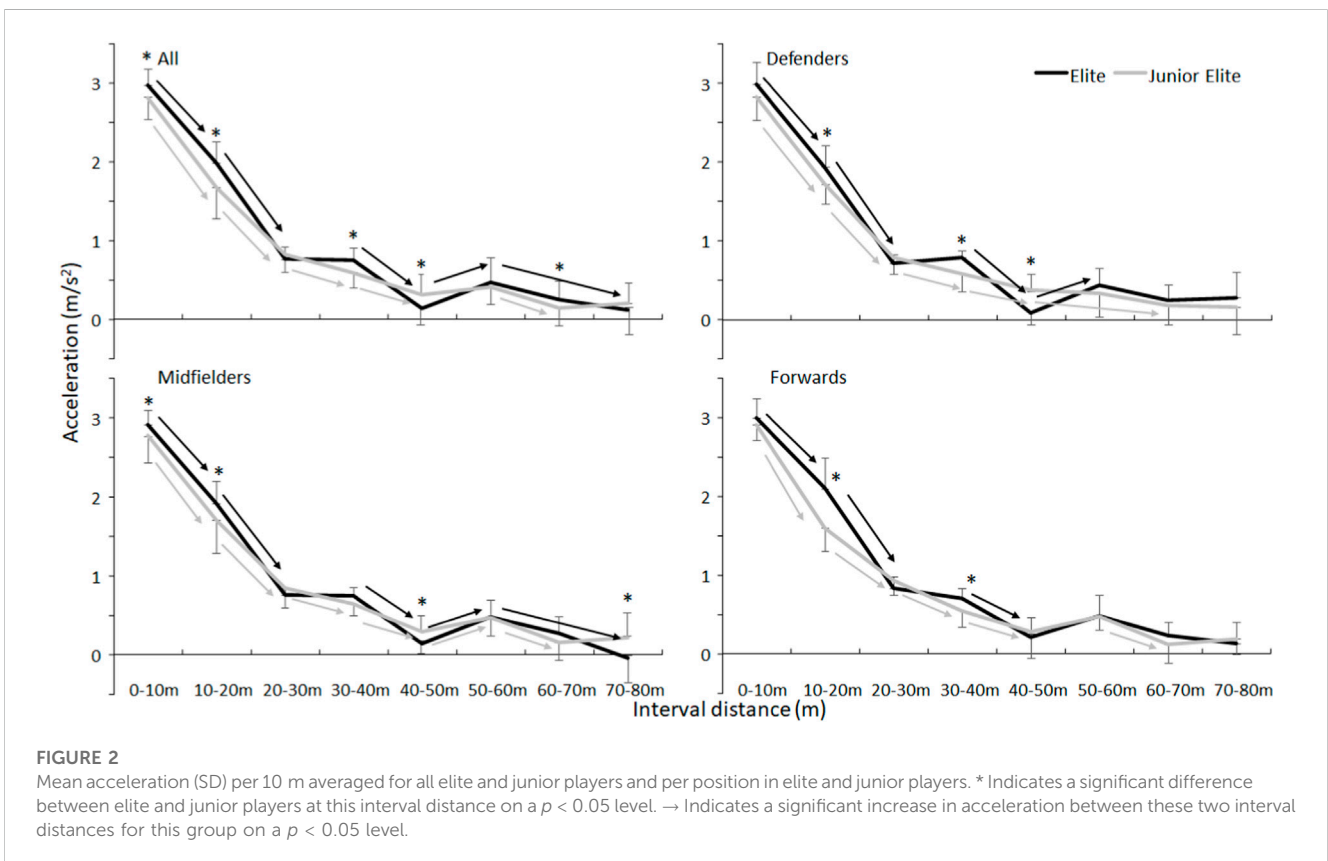 * All
Defenders
Elite
Junior Elite
3
*
*
*
*
2
1
0
3
*
*
*
2
1
0
Acceleration (m/s²)
Midfielders
Forwards
*
3
*
*
*
2
1
0
3
*
*
2
1
0
0-10m 10-20m 20-30m 30-40m 40-50m 50-60m 60-70m 70-80m
0-10m 10-20m 20-30m 30-40m 40-50m 50-60m 60-70m 70-80m
Interval distance (m)
FIGURE 2
Mean acceleration (SD) per 10 m averaged for all elite and junior players and per position in elite and junior players. * Indicates a significant difference
between elite and junior players at this interval distance on a p < 0.05 level. → Indicates a significant increase in acceleration between these two interval
distances for this group on a p < 0.05 level.